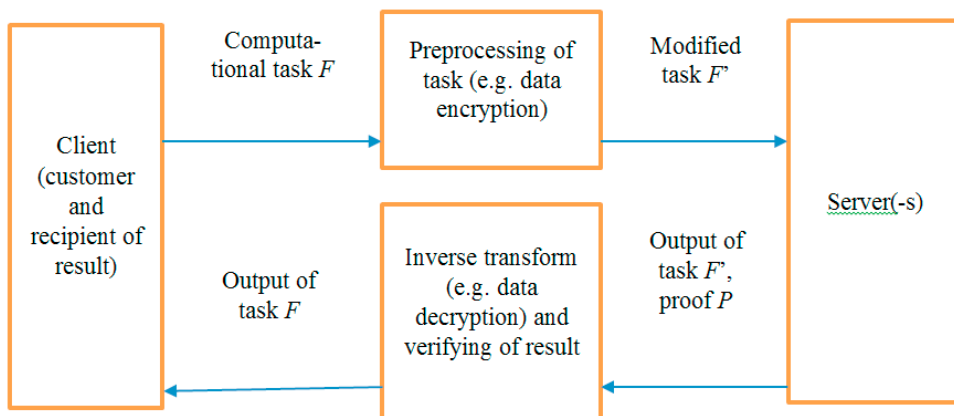 Client
(customer
and
recipient of
result)
Computa-
tional task F
Preprocessing of
task (e.g. data
encryption)
Modified
task F’
Server(-s)
Output of
task F’,
proof P
Inverse transform
(e.g. data
decryption) and
verifying of result
Output of
task F